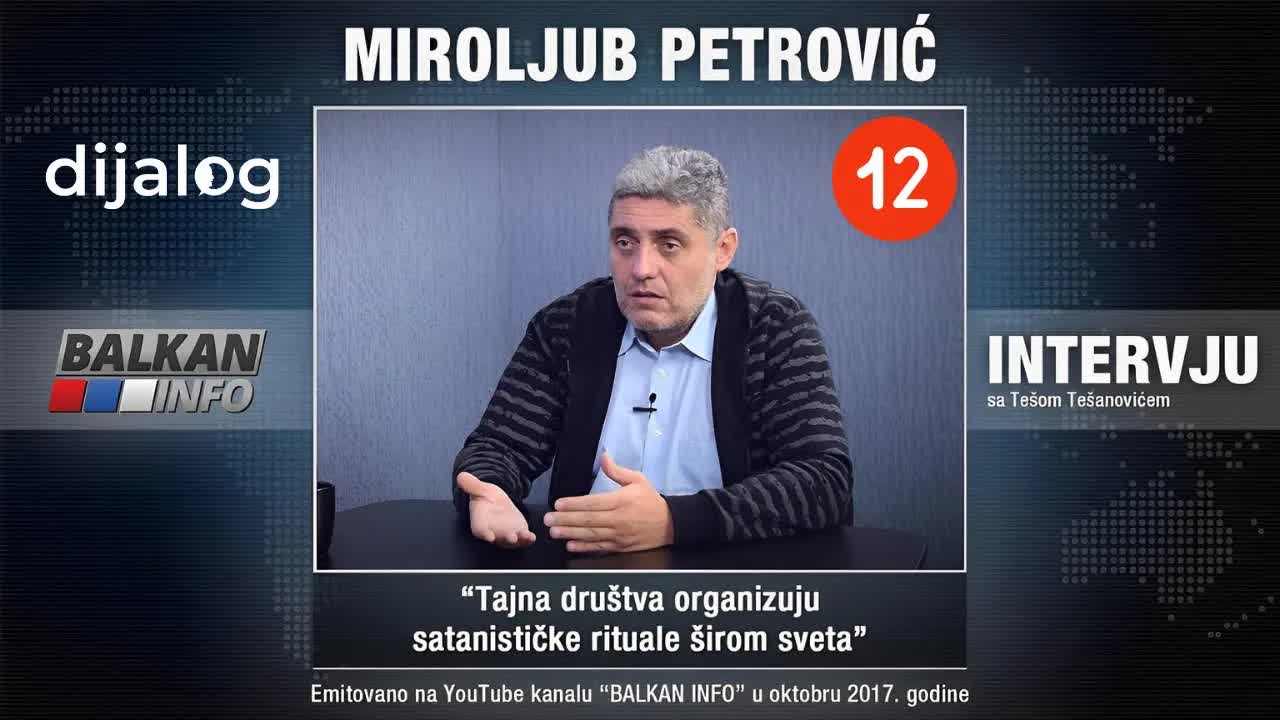 MIROLJUB PETROVIĆ
dijalog
12
BALKAN
INFO
INTERVJU
sa Tešom Tešanovićem
“Tajna društva organizuju
satanističke rituale širom sveta”
Emitovano na YouTube kanalu “BALKAN INFO” u oktobru 2017. godine